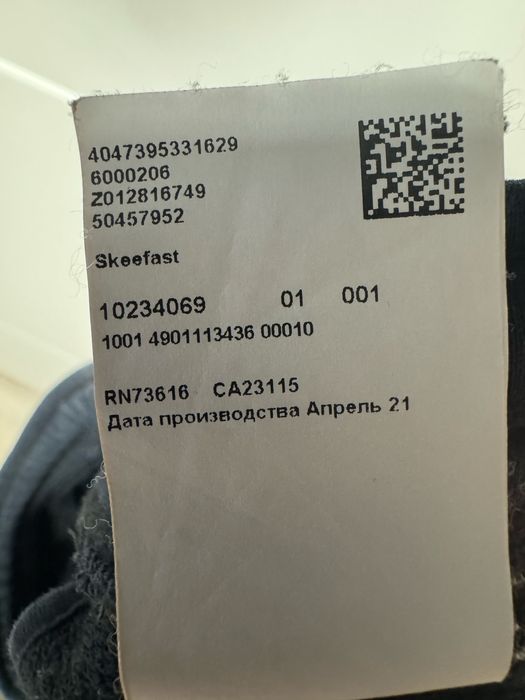 4047395331629
6000206
Z012816749
50457952
Skeefast
10234069 01 001
1001 4901113436 00010
RN73616 CA23115
Дата производства Апрель 21